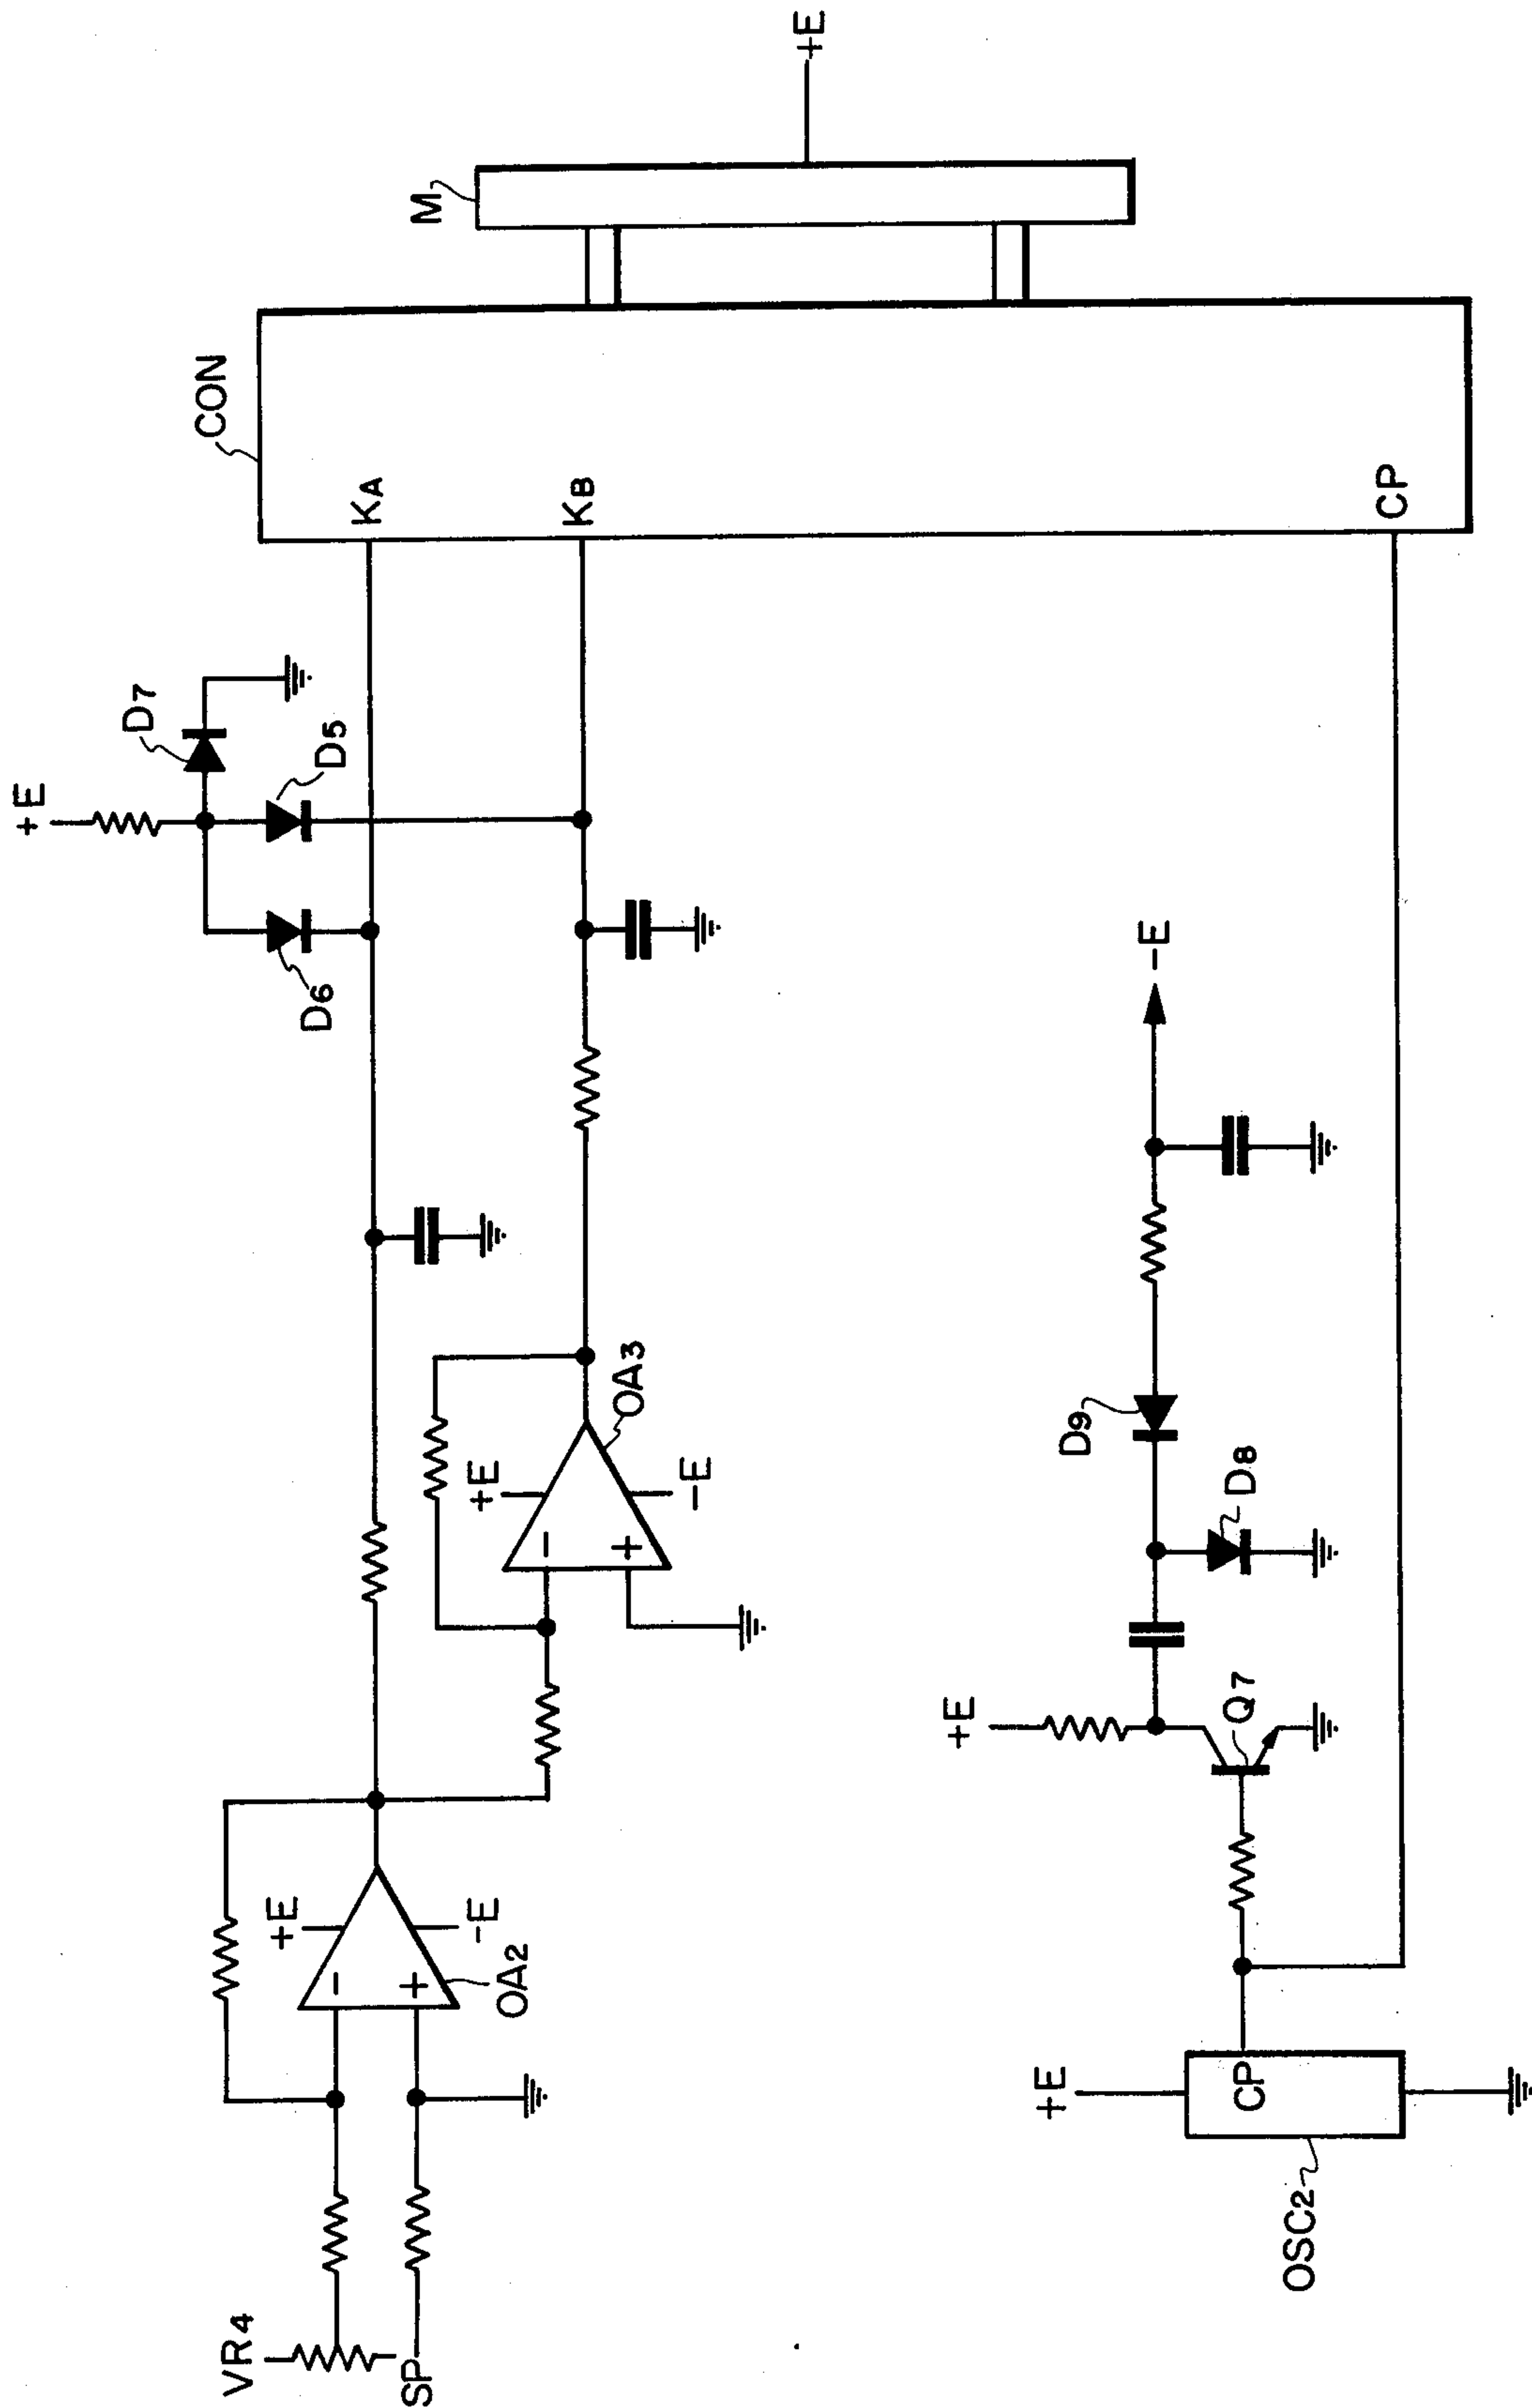 VR4
SP
+E
-E
OA2
+E
-E
OA3
+E
D7
D6
D5
KA
KB
CP
CON
M
+E
+E
CP
OSC2
+E
Q7
D8
D9
-E